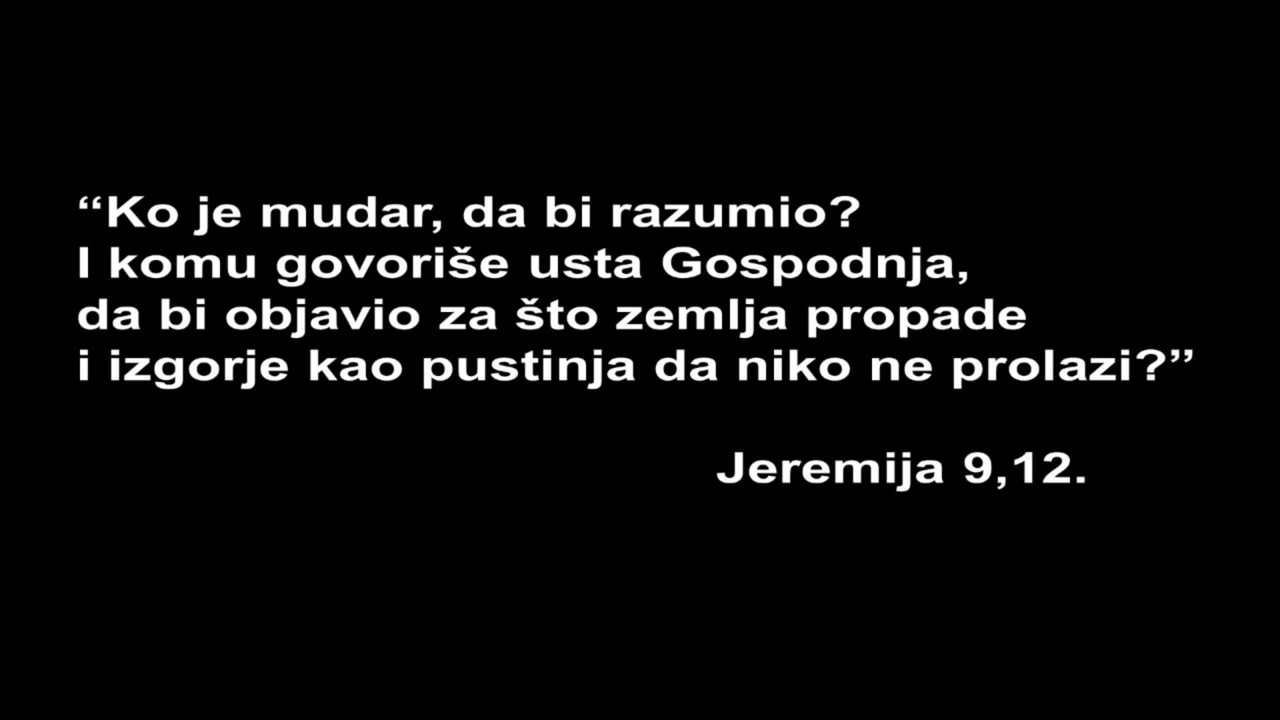 “Ko je mudar, da bi razumio?
I komu govoriše usta Gospodnja,
da bi objavio za što zemlja propade
i izgorje kao pustinja da niko ne prolazi?”
Jeremija 9,12.